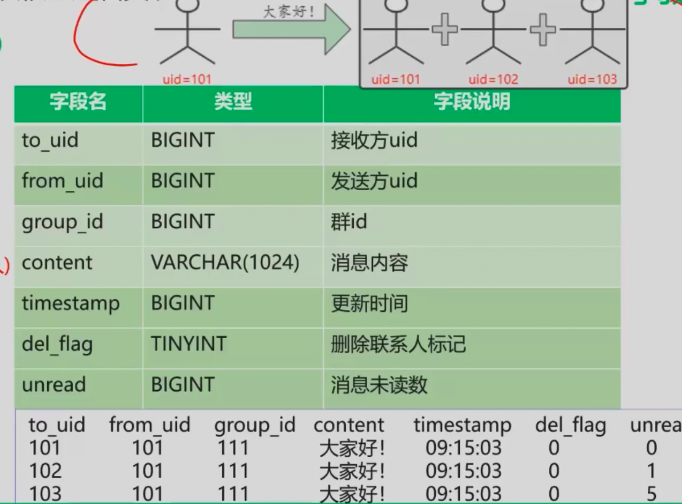 大家好!
uid=101
uid=101 uid=102 uid=103
字段名 类型 字段说明
to_uid BIGINT 接收方uid
from_uid BIGINT 发送方uid
group_id BIGINT 群id
content VARCHAR(1024) 消息内容
timestamp BIGINT 更新时间
del_flag TINYINT 删除联系人标记
unread BIGINT 消息未读数
to_uid from_uid group_id content timestamp del_flag unrea
101 101 111 大家好! 09:15:03 0 0
102 101 111 大家好! 09:15:03 0 1
103 101 111 大家好! 09:15:03 0 5